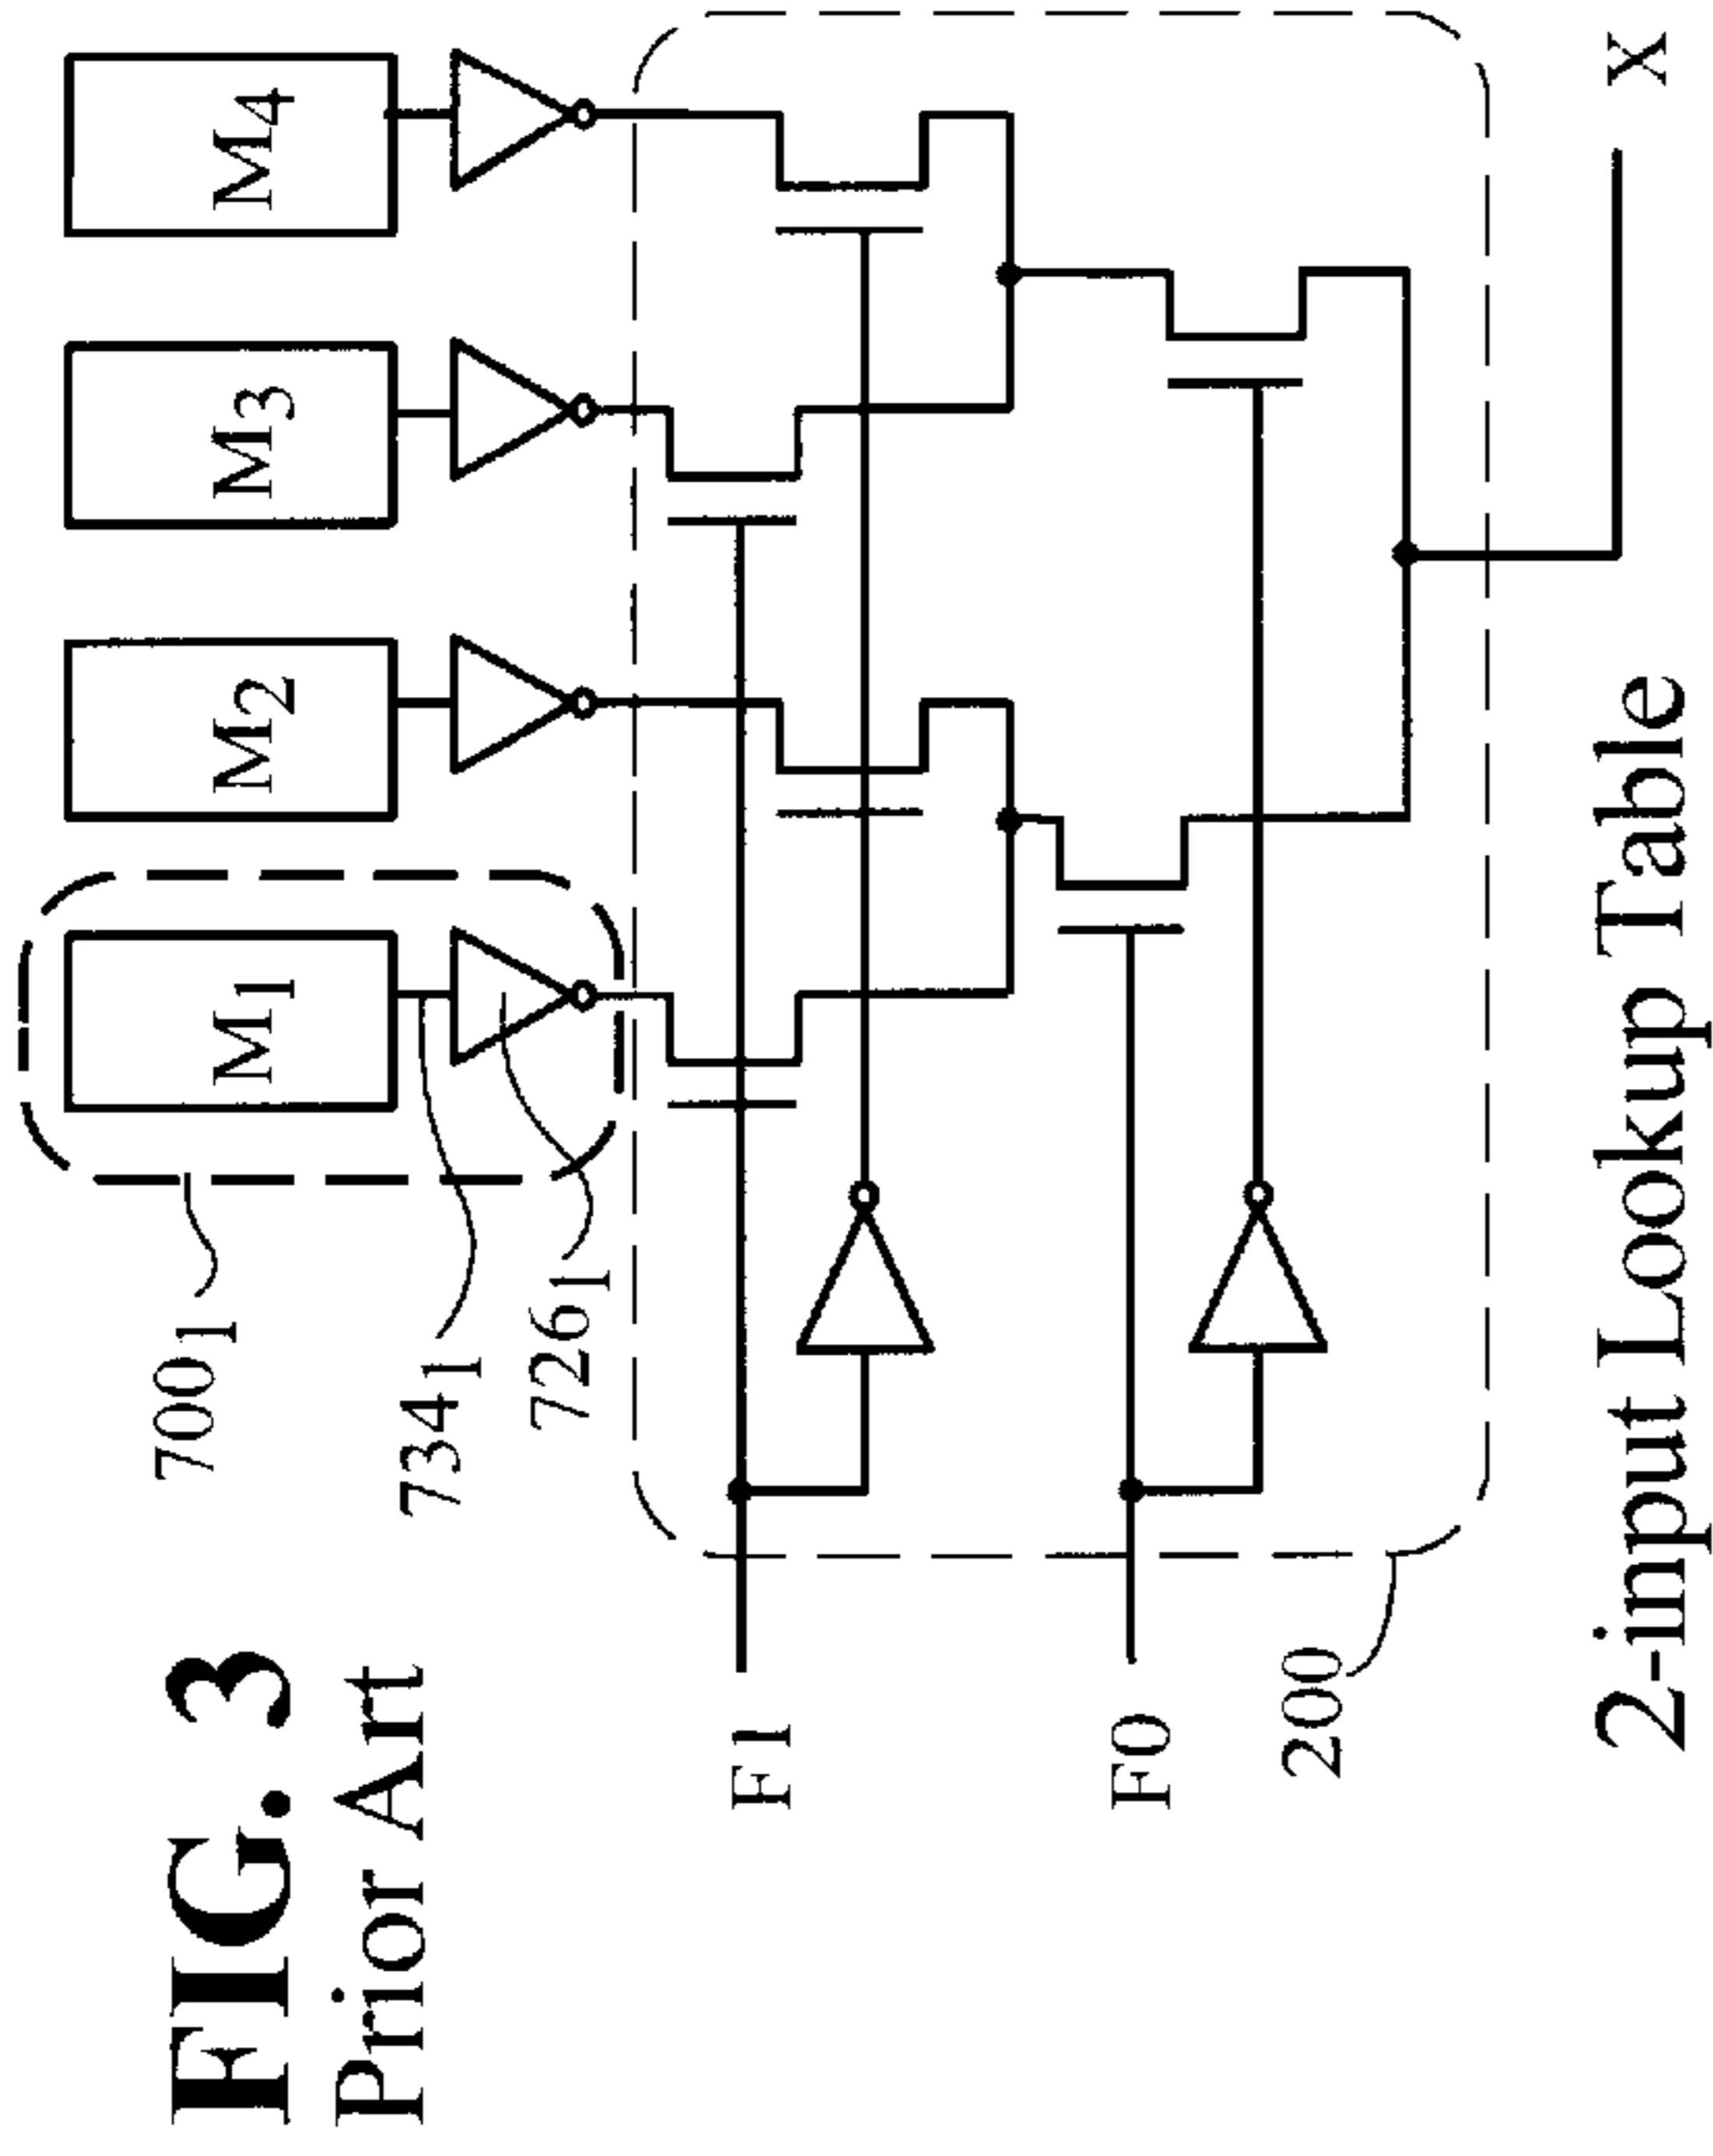 FIG. 3
Prior Art
M1
M2
M3
M4
700₁
734₁
726₁
F1
F0
200
X
2-input Lookup Table